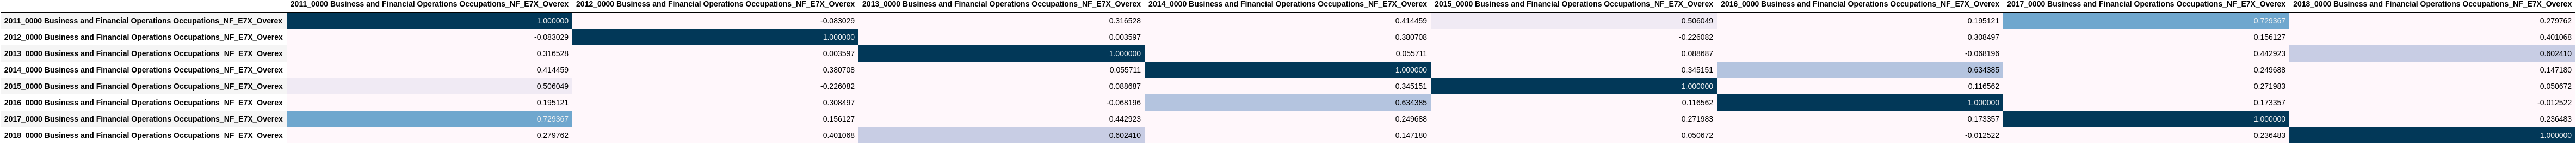 2011_0000 Business and Financial Operations Occupations_NF_E7X_Overex 2012_0000 Business and Financial Operations Occupations_NF_E7X_Overex 2013_0000 Business and Financial Operations Occupations_NF_E7X_Overex 2014_0000 Business and Financial Operations Occupations_NF_E7X_Overex 2015_0000 Business and Financial Operations Occupations_NF_E7X_Overex 2016_0000 Business and Financial Operations Occupations_NF_E7X_Overex 2017_0000 Business and Financial Operations Occupations_NF_E7X_Overex 2018_0000 Business and Financial Operations Occupations_NF_E7X_Overex
2011_0000 Business and Financial Operations Occupations_NF_E7X_Overex 1.000000 -0.083029 0.316528 0.414459 0.506049 0.195121 0.729367 0.279762
2012_0000 Business and Financial Operations Occupations_NF_E7X_Overex -0.083029 1.000000 0.003597 0.380708 -0.226082 0.308497 0.156127 0.401068
2013_0000 Business and Financial Operations Occupations_NF_E7X_Overex 0.316528 0.003597 1.000000 0.055711 0.088687 -0.068196 0.442923 0.602410
2014_0000 Business and Financial Operations Occupations_NF_E7X_Overex 0.414459 0.380708 0.055711 1.000000 0.345151 0.634385 0.249688 0.147180
2015_0000 Business and Financial Operations Occupations_NF_E7X_Overex 0.506049 -0.226082 0.088687 0.345151 1.000000 0.116562 0.271983 0.050672
2016_0000 Business and Financial Operations Occupations_NF_E7X_Overex 0.195121 0.308497 -0.068196 0.634385 0.116562 1.000000 0.173357 -0.012522
2017_0000 Business and Financial Operations Occupations_NF_E7X_Overex 0.729367 0.156127 0.442923 0.249688 0.271983 0.173357 1.000000 0.236483
2018_0000 Business and Financial Operations Occupations_NF_E7X_Overex 0.279762 0.401068 0.602410 0.147180 0.050672 -0.012522 0.236483 1.000000